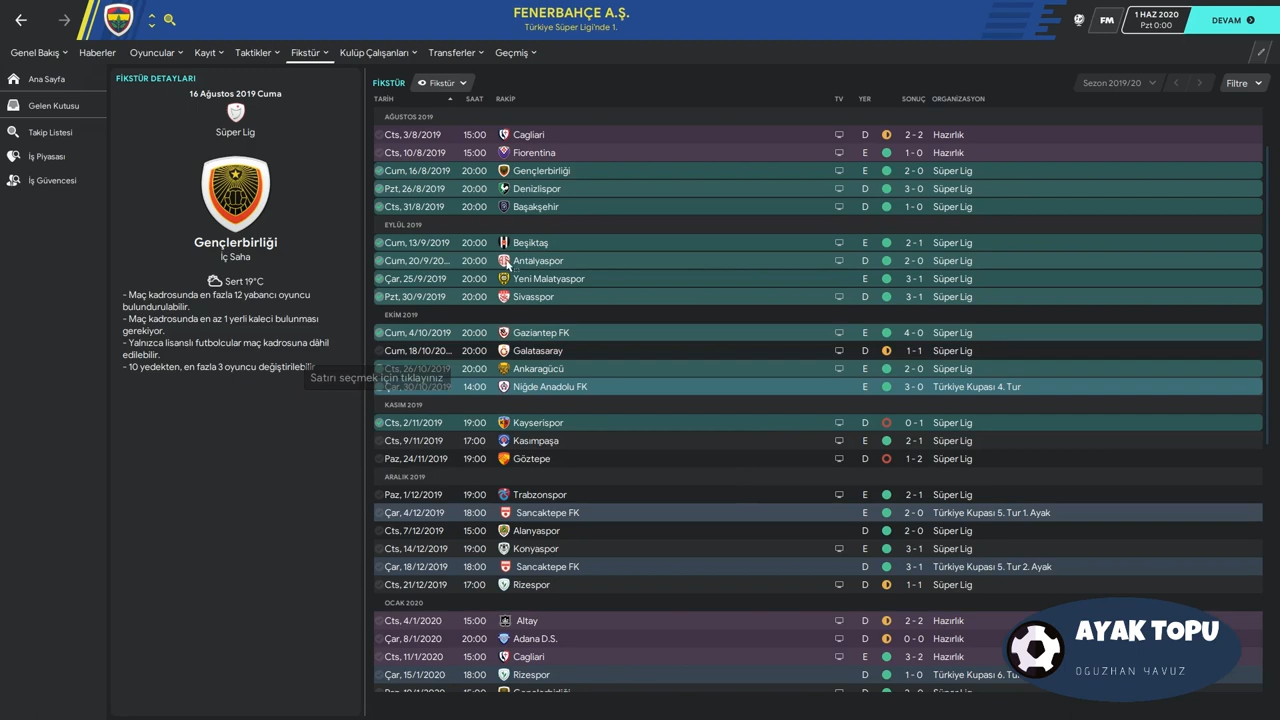 FENERBAHÇE A.Ş.
Türkiye Süper Ligi'nde 1.
FM
1 HAZ 2020
Pzt 0:00
DEVAM
Genel Bakış Haberler Oyuncular Kayıt Taktikler Fikstür Kulüp Çalışanları Transferler Geçmiş
Ana Sayfa
Gelen Kutusu
Takip Listesi
İş Piyasası
İş Güvencesi
FİKSTÜR DETAYLARI
16 Ağustos 2019 Cuma
Süper Lig
Gençlerbirliği
İç Saha
Sert 19°C
- Maç kadrosunda en fazla 12 yabancı oyuncu
bulundurulabilir.
- Maç kadrosunda en az 1 yerli kaleci bulunması
gerekiyor.
- Yalnızca lisanslı futbolcular maç kadrosuna dâhil
edilebilir.
- 10 yedekten, en fazla 3 oyuncu değiştirilebilir
Satırı seçmek için tıklayınız
FİKSTÜR Fikstür Sezon 2019/20 Filtre
TARİH SAAT RAKİP TV YER SONUÇ ORGANİZASYON
AĞUSTOS 2019
Cts, 3/8/2019 15:00 Cagliari D 2 - 2 Hazırlık
Cts, 10/8/2019 15:00 Fiorentina E 1 - 0 Hazırlık
Cum, 16/8/2019 20:00 Gençlerbirliği E 2 - 0 Süper Lig
Pzt, 26/8/2019 20:00 Denizlispor D 3 - 0 Süper Lig
Cts, 31/8/2019 20:00 Başakşehir D 1 - 0 Süper Lig
EYLÜL 2019
Cum, 13/9/2019 20:00 Beşiktaş E 2 - 1 Süper Lig
Cum, 20/9/20... 20:00 Antalyaspor D 2 - 0 Süper Lig
Çar, 25/9/2019 20:00 Yeni Malatyaspor E 3 - 1 Süper Lig
Pzt, 30/9/2019 20:00 Sivasspor D 3 - 1 Süper Lig
EKİM 2019
Cum, 4/10/2019 20:00 Gaziantep FK E 4 - 0 Süper Lig
Cum, 18/10/20... 20:00 Galatasaray D 1 - 1 Süper Lig
Cts, 26/10/2019 20:00 Ankaragücü E 2 - 0 Süper Lig
Çar, 30/10/2019 14:00 Niğde Anadolu FK E 3 - 0 Türkiye Kupası 4. Tur
KASIM 2019
Cts, 2/11/2019 19:00 Kayserispor D 0 - 1 Süper Lig
Cts, 9/11/2019 17:00 Kasımpaşa E 2 - 1 Süper Lig
Paz, 24/11/2019 19:00 Göztepe D 1 - 2 Süper Lig
ARALIK 2019
Paz, 1/12/2019 19:00 Trabzonspor E 2 - 1 Süper Lig
Çar, 4/12/2019 18:00 Sancaktepe FK E 2 - 0 Türkiye Kupası 5. Tur 1. Ayak
Cts, 7/12/2019 15:00 Alanyaspor D 2 - 0 Süper Lig
Cts, 14/12/2019 19:00 Konyaspor E 3 - 1 Süper Lig
Çar, 18/12/2019 18:00 Sancaktepe FK D 3 - 1 Türkiye Kupası 5. Tur 2. Ayak
Cts, 21/12/2019 17:00 Rizespor D 1 - 1 Süper Lig
OCAK 2020
Cts, 4/1/2020 15:00 Altay D 2 - 2 Hazırlık
Çar, 8/1/2020 20:00 Adana D.S. D 0 - 0 Hazırlık
Cts, 11/1/2020 15:00 Cagliari E 3 - 2 Hazırlık
Çar, 15/1/2020 18:00 Rizespor D 1 - 0 Türkiye Kupası 6. Tu
AYAK TOPU
OGUZHAN YAVUZ